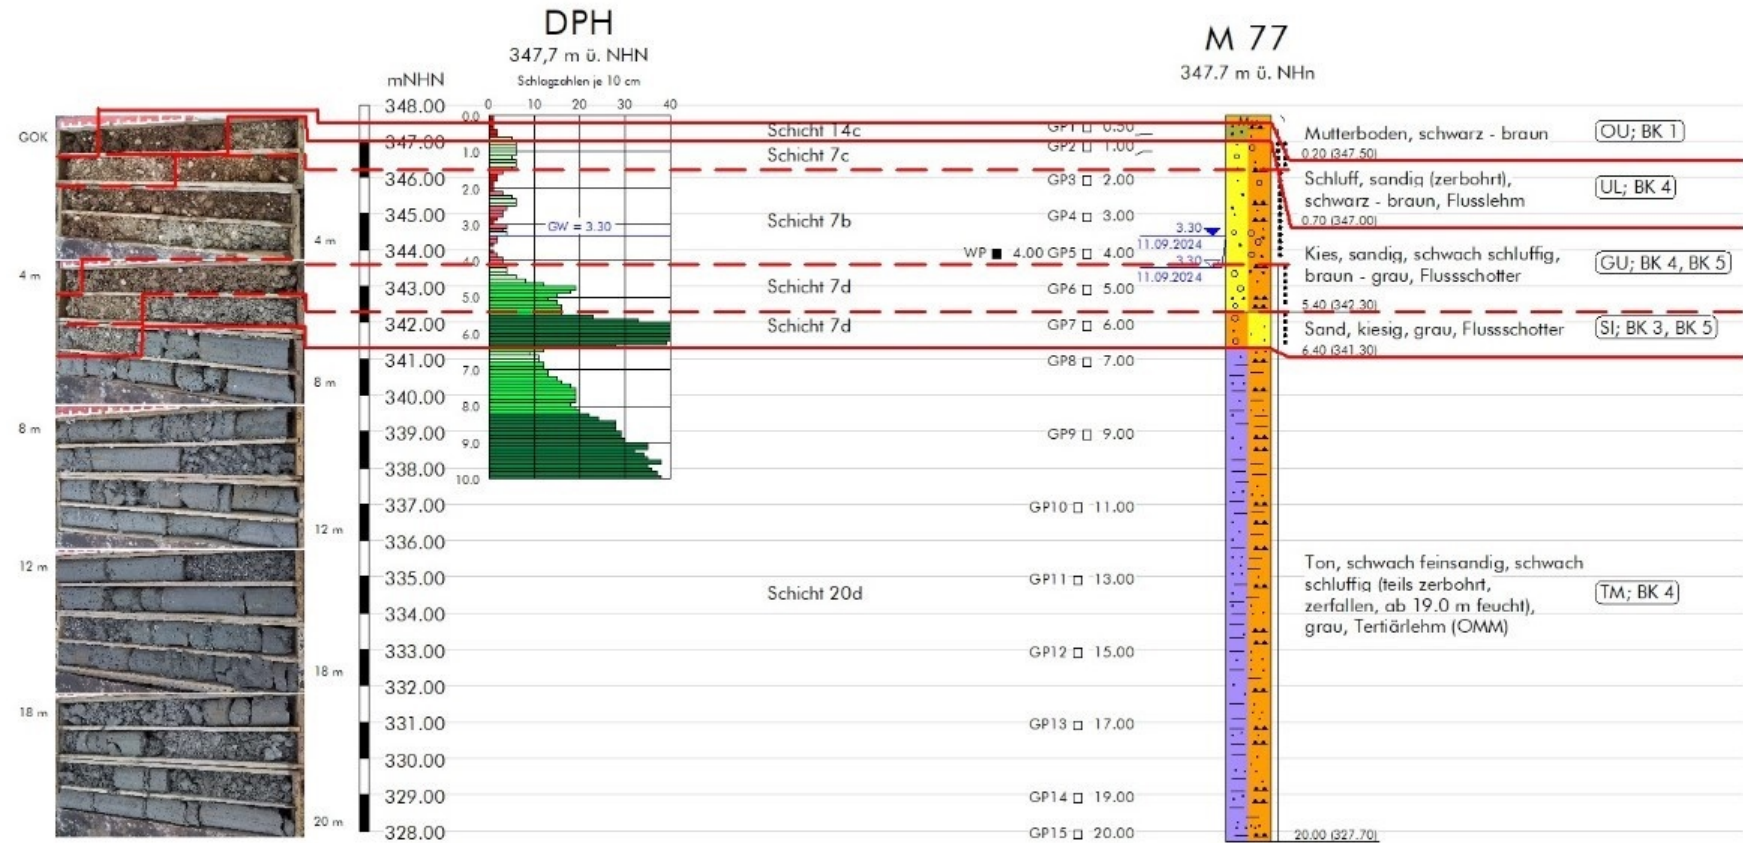 DPH
347,7 m ü. NHN
Schlagzahlen je 10 cm
M 77
347.7 m ü. NHn
mNHN
348.00
347.00
346.00
345.00
344.00
343.00
342.00
341.00
340.00
339.00
338.00
337.00
336.00
335.00
334.00
333.00
332.00
331.00
330.00
329.00
328.00
GOK
4 m
4 m
8 m
8 m
12 m
12 m
18 m
18 m
20 m
0 10 20 30 40
0.0
1.0
2.0
3.0
4.0
5.0
6.0
7.0
8.0
9.0
10.0
GW = 3.30
Schicht 14c
Schicht 7c
Schicht 7b
Schicht 7d
Schicht 7d
Schicht 20d
GP1 0.50
GP2 1.00
GP3 2.00
GP4 3.00
WP 4.00 GP5 4.00
GP6 5.00
GP7 6.00
GP8 7.00
GP9 9.00
GP10 11.00
GP11 13.00
GP12 15.00
GP13 17.00
GP14 19.00
GP15 20.00
3.30
11.09.2024
3.30
11.09.2024
Mutterboden, schwarz - braun
0.20 (347.50)
OU; BK 1
Schluff, sandig (zerbohrt),
schwarz - braun, Flusslehm
0.70 (347.00)
UL; BK 4
Kies, sandig, schwach schluffig,
braun - grau, Flussschotter
5.40 (342.30)
GU; BK 4, BK 5
Sand, kiesig, grau, Flussschotter
6.40 (341.30)
SI; BK 3, BK 5
Ton, schwach feinsandig, schwach
schluffig (teils zerbohrt,
zerfallen, ab 19.0 m feucht),
grau, Tertiärlehm (OMM)
TM; BK 4
20.00 (327.70)